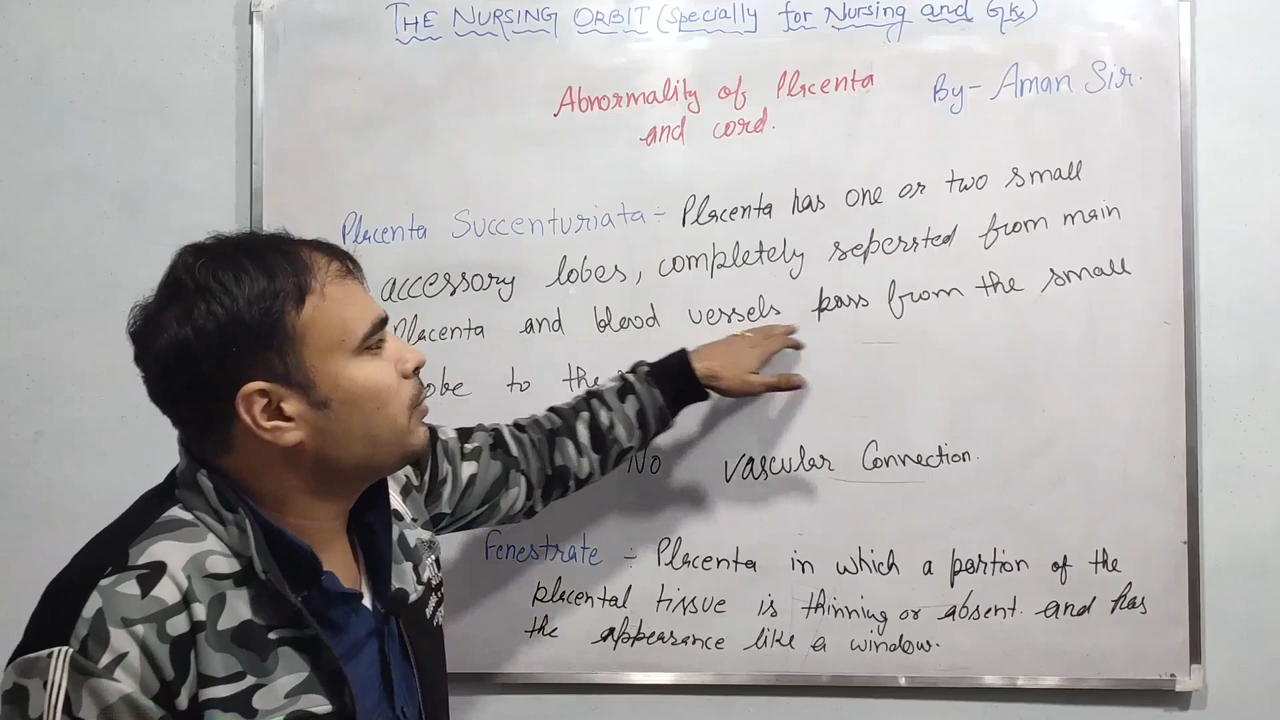 THE NURSING ORBIT (specially for Nursing and Gk)
Abnormality of Placenta
and cord.
By- Aman Sir.
Placenta Succenturiata :- Placenta has one or two small
accessory lobes, completely seperated from main
Placenta and blood vessels pass from the small
lobe to the
No vascular Connection.
Fenestrate :- Placenta in which a portion of the
placental tissue is thinning or absent. and has
the appearance like a window.